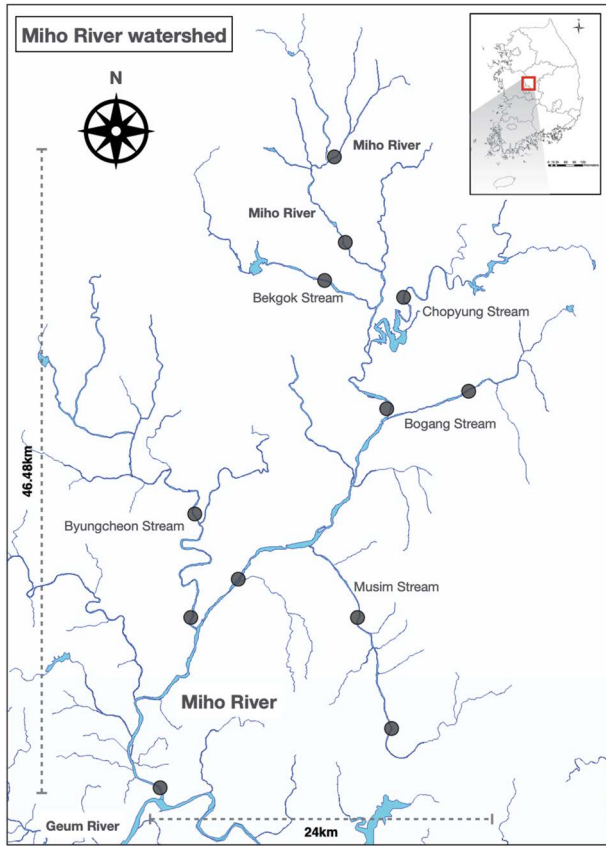 Miho River watershed
N
Miho River
Miho River
Bekgok Stream
Chopyung Stream
Bogang Stream
46.48km
Byungcheon Stream
Musim Stream
Miho River
Geum River
24km